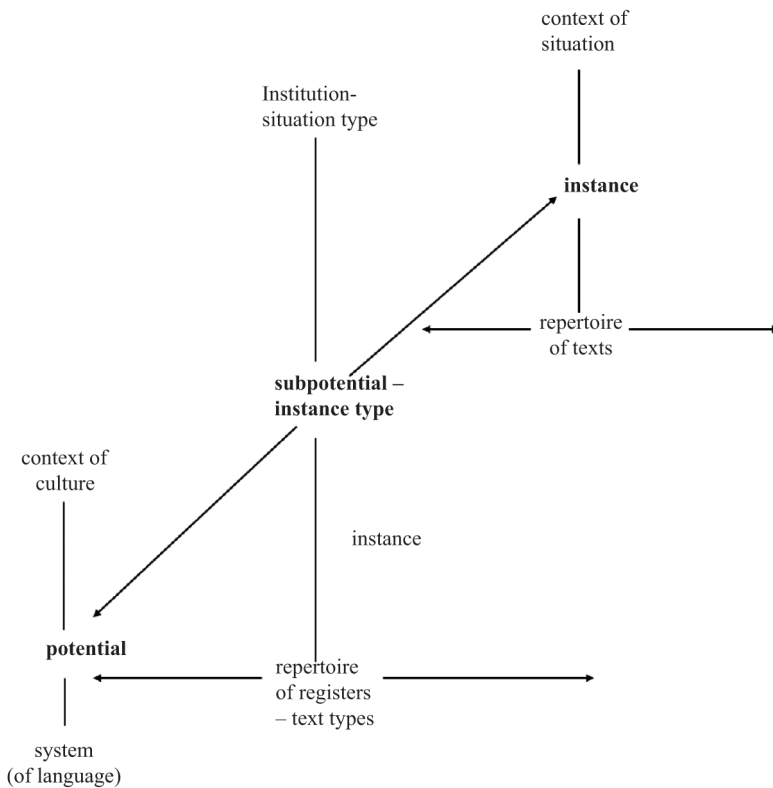 context of
situation
Institution-
situation type
instance
repertoire
of texts
subpotential –
instance type
context of
culture
instance
potential
repertoire
of registers
– text types
system
(of language)